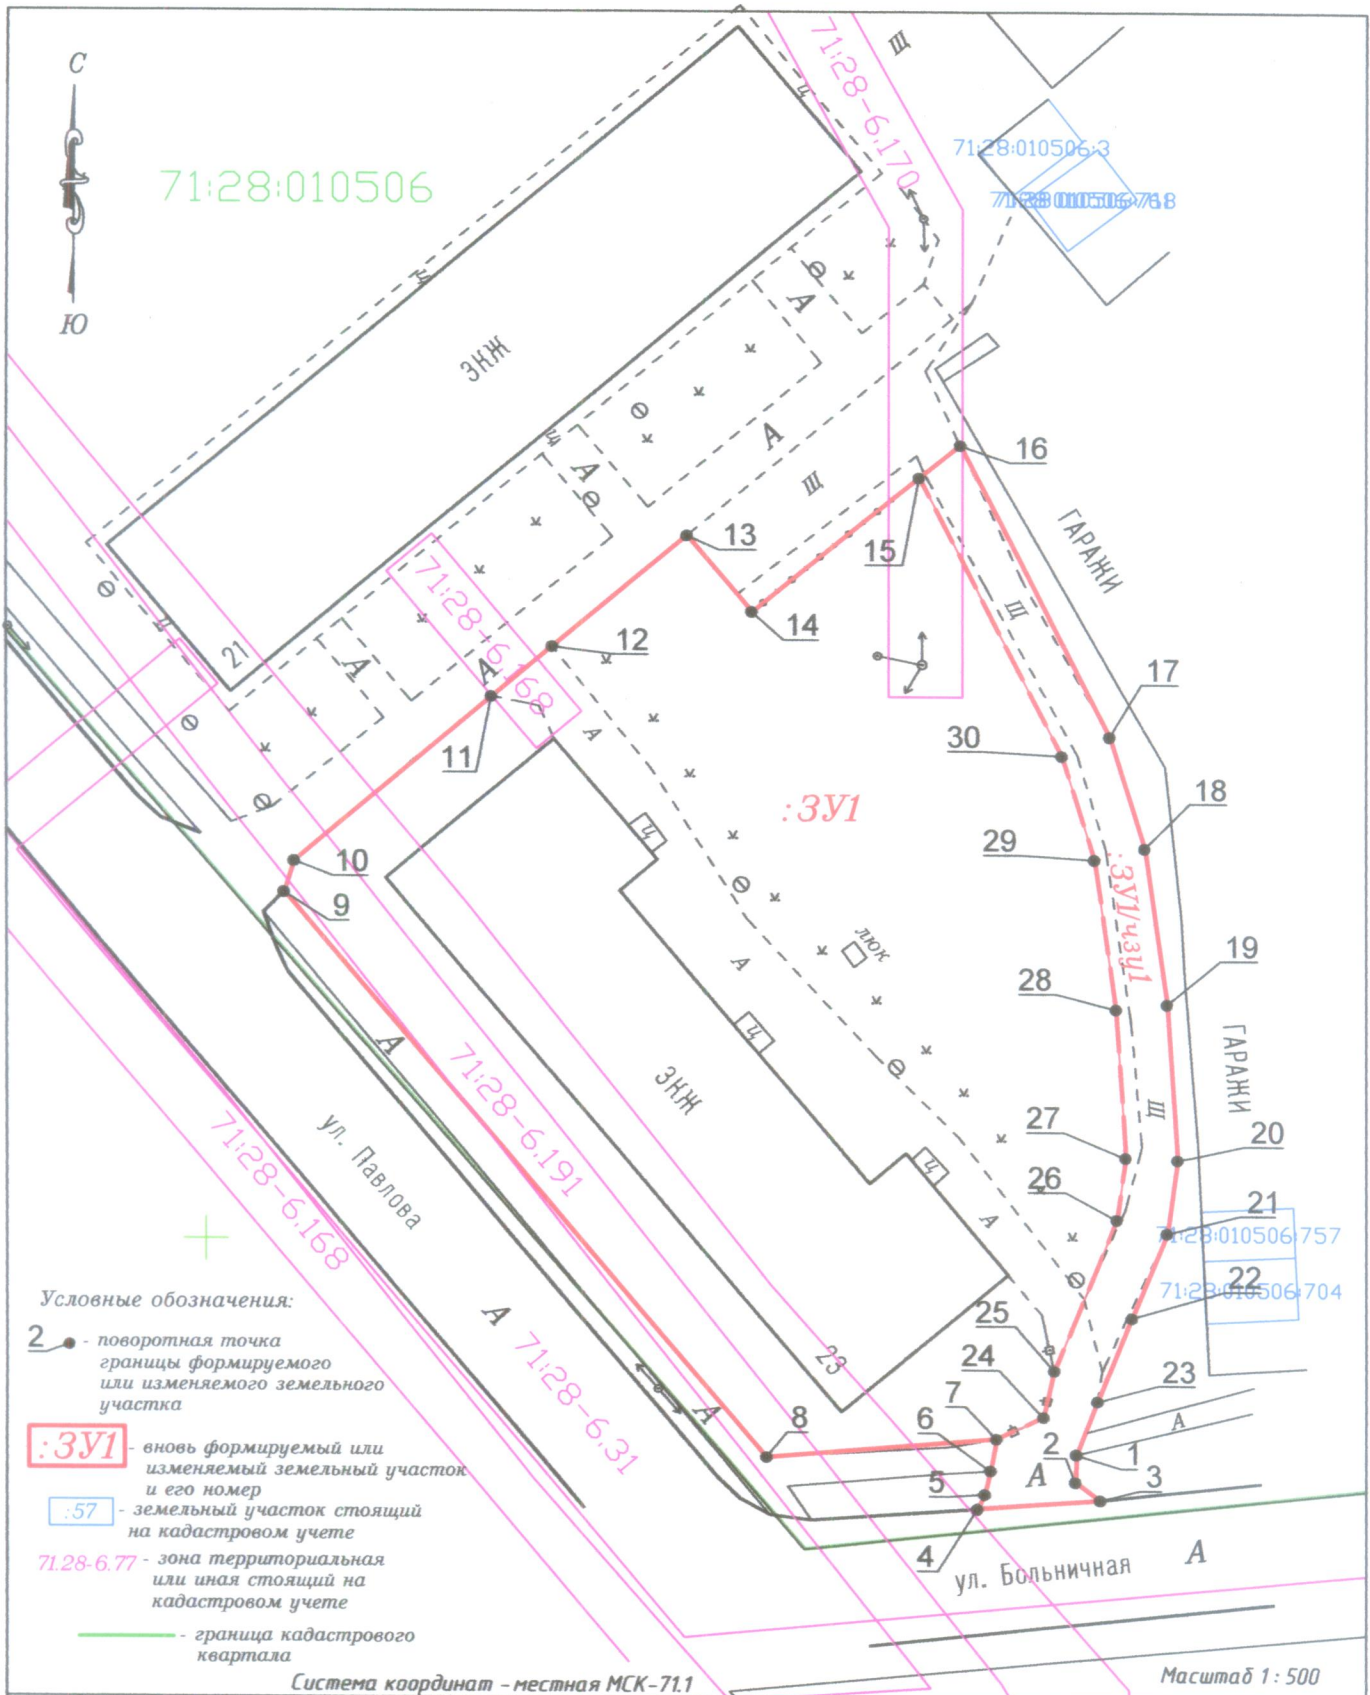 С
Ю
71:28:010506
71:28-6.170
Щ
71:28:010506:3
ц
ц
ц
ц
ЗНЖ
А
А
А
А
А
Щ
21
71:28-6.168
16
15
13
14
12
11
ГАРАЖИ
Щ
17
18
30
29
:ЗУ1
:ЗУ1/чзу1
А
А
ц
ц
ц
10
9
люк
19
28
ГАРАЖИ
Щ
А
71:28-6.191
ЗНЖ
ул. Павлова
71:28-6.168
27
26
20
21
71:28:010506:757
22
71:28:010506:704
А
25
24
23
23
7
6
8
5
4
2
1
3
А
А
А
71:28-6.31
А
ул. Больничная
А
Условные обозначения:
2 - поворотная точка
границы формируемого
или изменяемого земельного
участка
:ЗУ1 - вновь формируемый или
изменяемый земельный участок
и его номер
:57 - земельный участок стоящий
на кадастровом учете
71.28-6.77 - зона территориальная
или иная стоящий на
кадастровом учете
- граница кадастрового
квартала
Система координат - местная МСК-71.1
Масштаб 1: 500